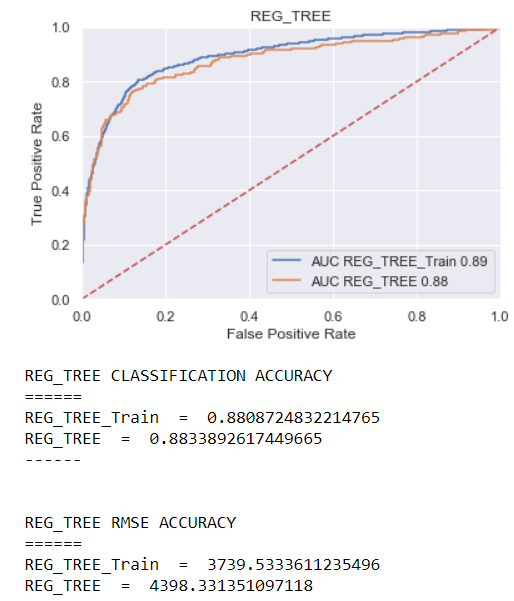 REG_TREE
1.0
0.8
0.6
0.4
0.2
0.0
True Positive Rate
AUC REG_TREE_Train 0.89
AUC REG_TREE 0.88
0.0 0.2 0.4 0.6 0.8 1.0
False Positive Rate
REG_TREE CLASSIFICATION ACCURACY
======
REG_TREE_Train = 0.8808724832214765
REG_TREE = 0.8833892617449665
------
REG_TREE RMSE ACCURACY
======
REG_TREE_Train = 3739.5333611235496
REG_TREE = 4398.331351097118